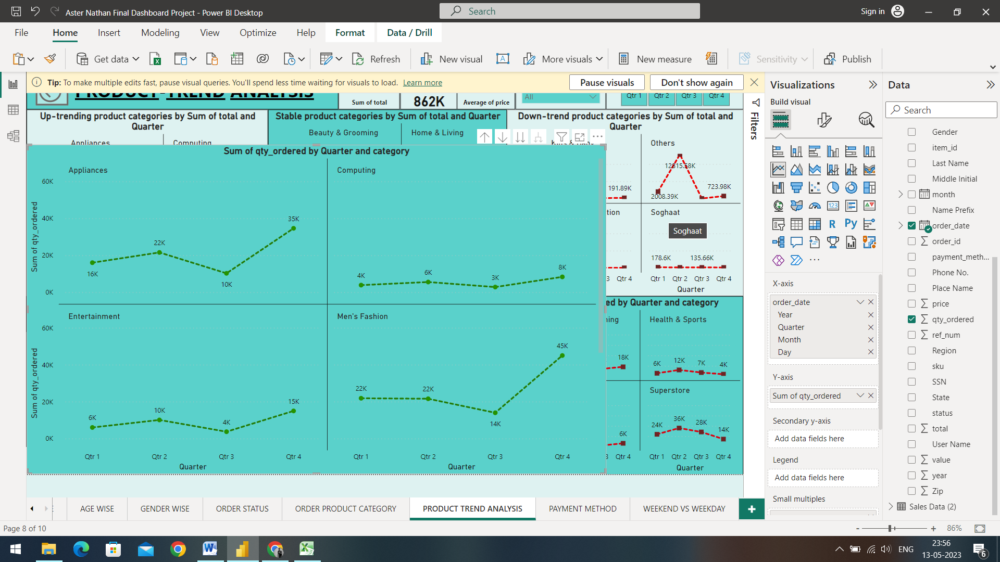 Aster Nathan Final Dashboard Project - Power BI Desktop
Search
Sign in
File
Home
Insert
Modeling
View
Optimize
Help
Format
Data / Drill
Get data
Refresh
New visual
More visuals
New measure
Sensitivity
Publish
Tip: To make multiple edits fast, pause visual queries. You'll spend less time waiting for visuals to load. Learn more
Pause visuals
Don't show again
PRODUCT-TREND ANALYSIS
Sum of total
862K
Average of price
All
Qtr 1
Qtr 2
Qtr 3
Qtr 4
Up-trending product categories by Sum of total and
Quarter
Appliances
Computing
Stable product categories by Sum of total and Quarter
Beauty & Grooming
Home & Living
Down-trend product categories by Sum of total and
Quarter
Others
12815.58K
2008.39K
723.98K
191.89K
tion
Soghaat
Soghaat
178.6K
135.66K
3 Qtr 4
Qtr 1 Qtr 2 Qtr 3 Qtr 4
Quarter
Sum of qty_ordered by Quarter and category
Appliances
Computing
60K
40K
20K
0K
Sum of qty_ordered
16K
22K
10K
35K
4K
6K
3K
8K
Entertainment
Men's Fashion
60K
40K
20K
0K
Sum of qty_ordered
6K
10K
4K
15K
22K
22K
14K
45K
Qtr 1
Qtr 2
Qtr 3
Qtr 4
Qtr 1
Qtr 2
Qtr 3
Qtr 4
Quarter
Quarter
ed by Quarter and category
ing
Health & Sports
18K
6K
12K
7K
4K
Superstore
6K
24K
36K
28K
14K
3 Qtr 4
Qtr 1 Qtr 2 Qtr 3 Qtr 4
Quarter
Filters
Visualizations
Build visual
123
R
Py
X-axis
order_date
Year
Quarter
Month
Day
Y-axis
Sum of qty_ordered
Secondary y-axis
Add data fields here
Legend
Add data fields here
Small multiples
Data
Search
Gender
item_id
Last Name
Middle Initial
month
Name Prefix
order_date
order_id
payment_meth...
Phone No.
Place Name
price
qty_ordered
ref_num
Region
sku
SSN
State
status
total
User Name
value
year
Zip
Sales Data (2)
AGE WISE
GENDER WISE
ORDER STATUS
ORDER PRODUCT CATEGORY
PRODUCT TREND ANALYSIS
PAYMENT METHOD
WEEKEND VS WEEKDAY
Page 8 of 10
86%
ENG
23:56
13-05-2023
6